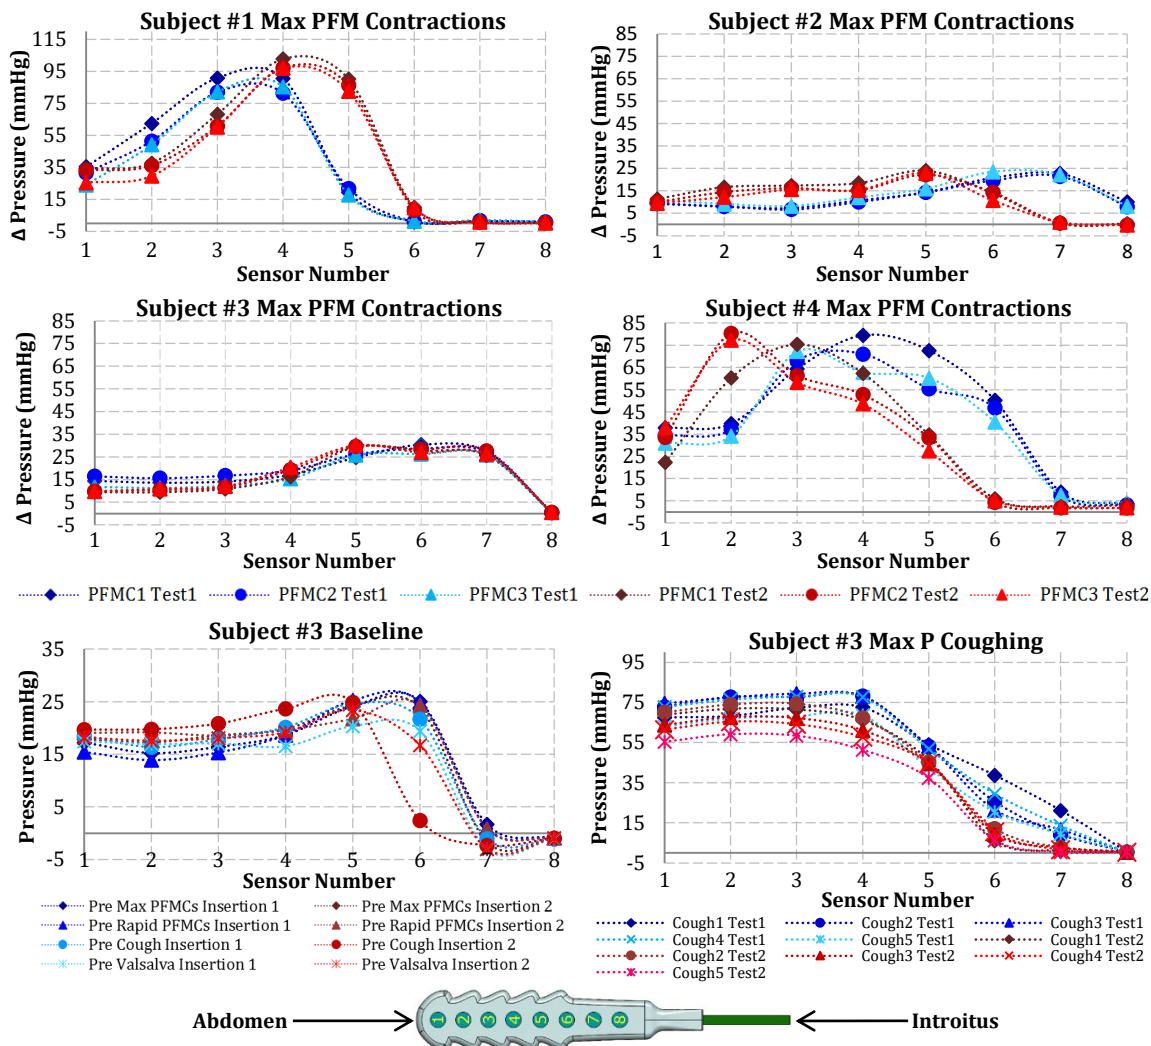 Subject #1 Max PFM Contractions
Δ Pressure (mmHg)
115
95
75
55
35
15
-5
1 2 3 4 5 6 7 8
Sensor Number
Subject #2 Max PFM Contractions
Δ Pressure (mmHg)
85
75
65
55
45
35
25
15
5
-5
1 2 3 4 5 6 7 8
Sensor Number
Subject #3 Max PFM Contractions
Δ Pressure (mmHg)
85
75
65
55
45
35
25
15
5
-5
1 2 3 4 5 6 7 8
Sensor Number
Subject #4 Max PFM Contractions
Δ Pressure (mmHg)
85
75
65
55
45
35
25
15
5
-5
1 2 3 4 5 6 7 8
Sensor Number
PFMC1 Test1 PFMC2 Test1 PFMC3 Test1 PFMC1 Test2 PFMC2 Test2 PFMC3 Test2
Subject #3 Baseline
Pressure (mmHg)
35
25
15
5
-5
1 2 3 4 5 6 7 8
Sensor Number
Pre Max PFMCs Insertion 1 Pre Max PFMCs Insertion 2
Pre Rapid PFMCs Insertion 1 Pre Rapid PFMCs Insertion 2
Pre Cough Insertion 1 Pre Cough Insertion 2
Pre Valsalva Insertion 1 Pre Valsalva Insertion 2
Subject #3 Max P Coughing
Pressure (mmHg)
95
75
55
35
15
-5
1 2 3 4 5 6 7 8
Sensor Number
Cough1 Test1 Cough2 Test1 Cough3 Test1
Cough4 Test1 Cough5 Test1 Cough1 Test2
Cough2 Test2 Cough3 Test2 Cough4 Test2
Cough5 Test2
Abdomen 1 2 3 4 5 6 7 8 Introitus